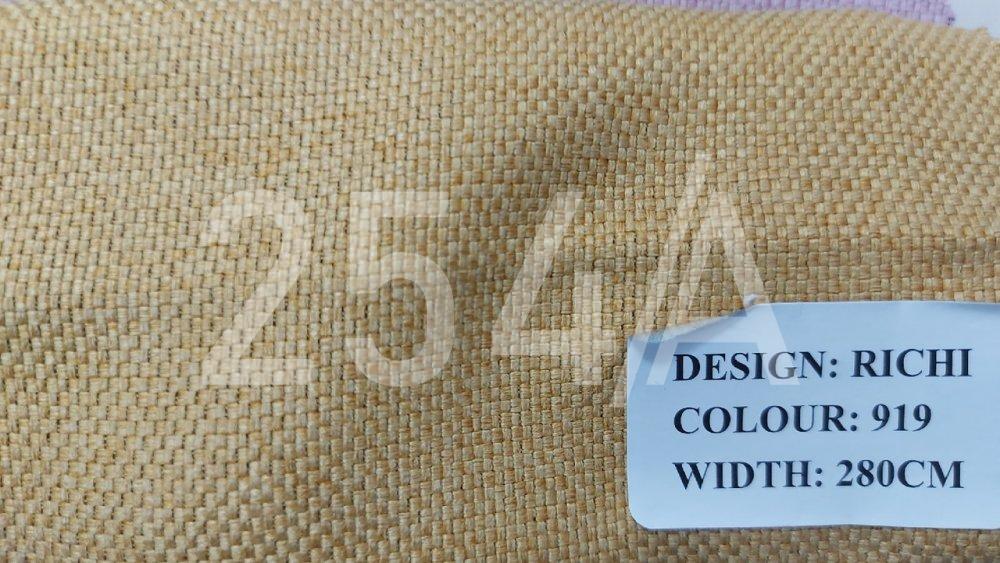 254A
DESIGN: RICHI
COLOUR: 919
WIDTH: 280CM